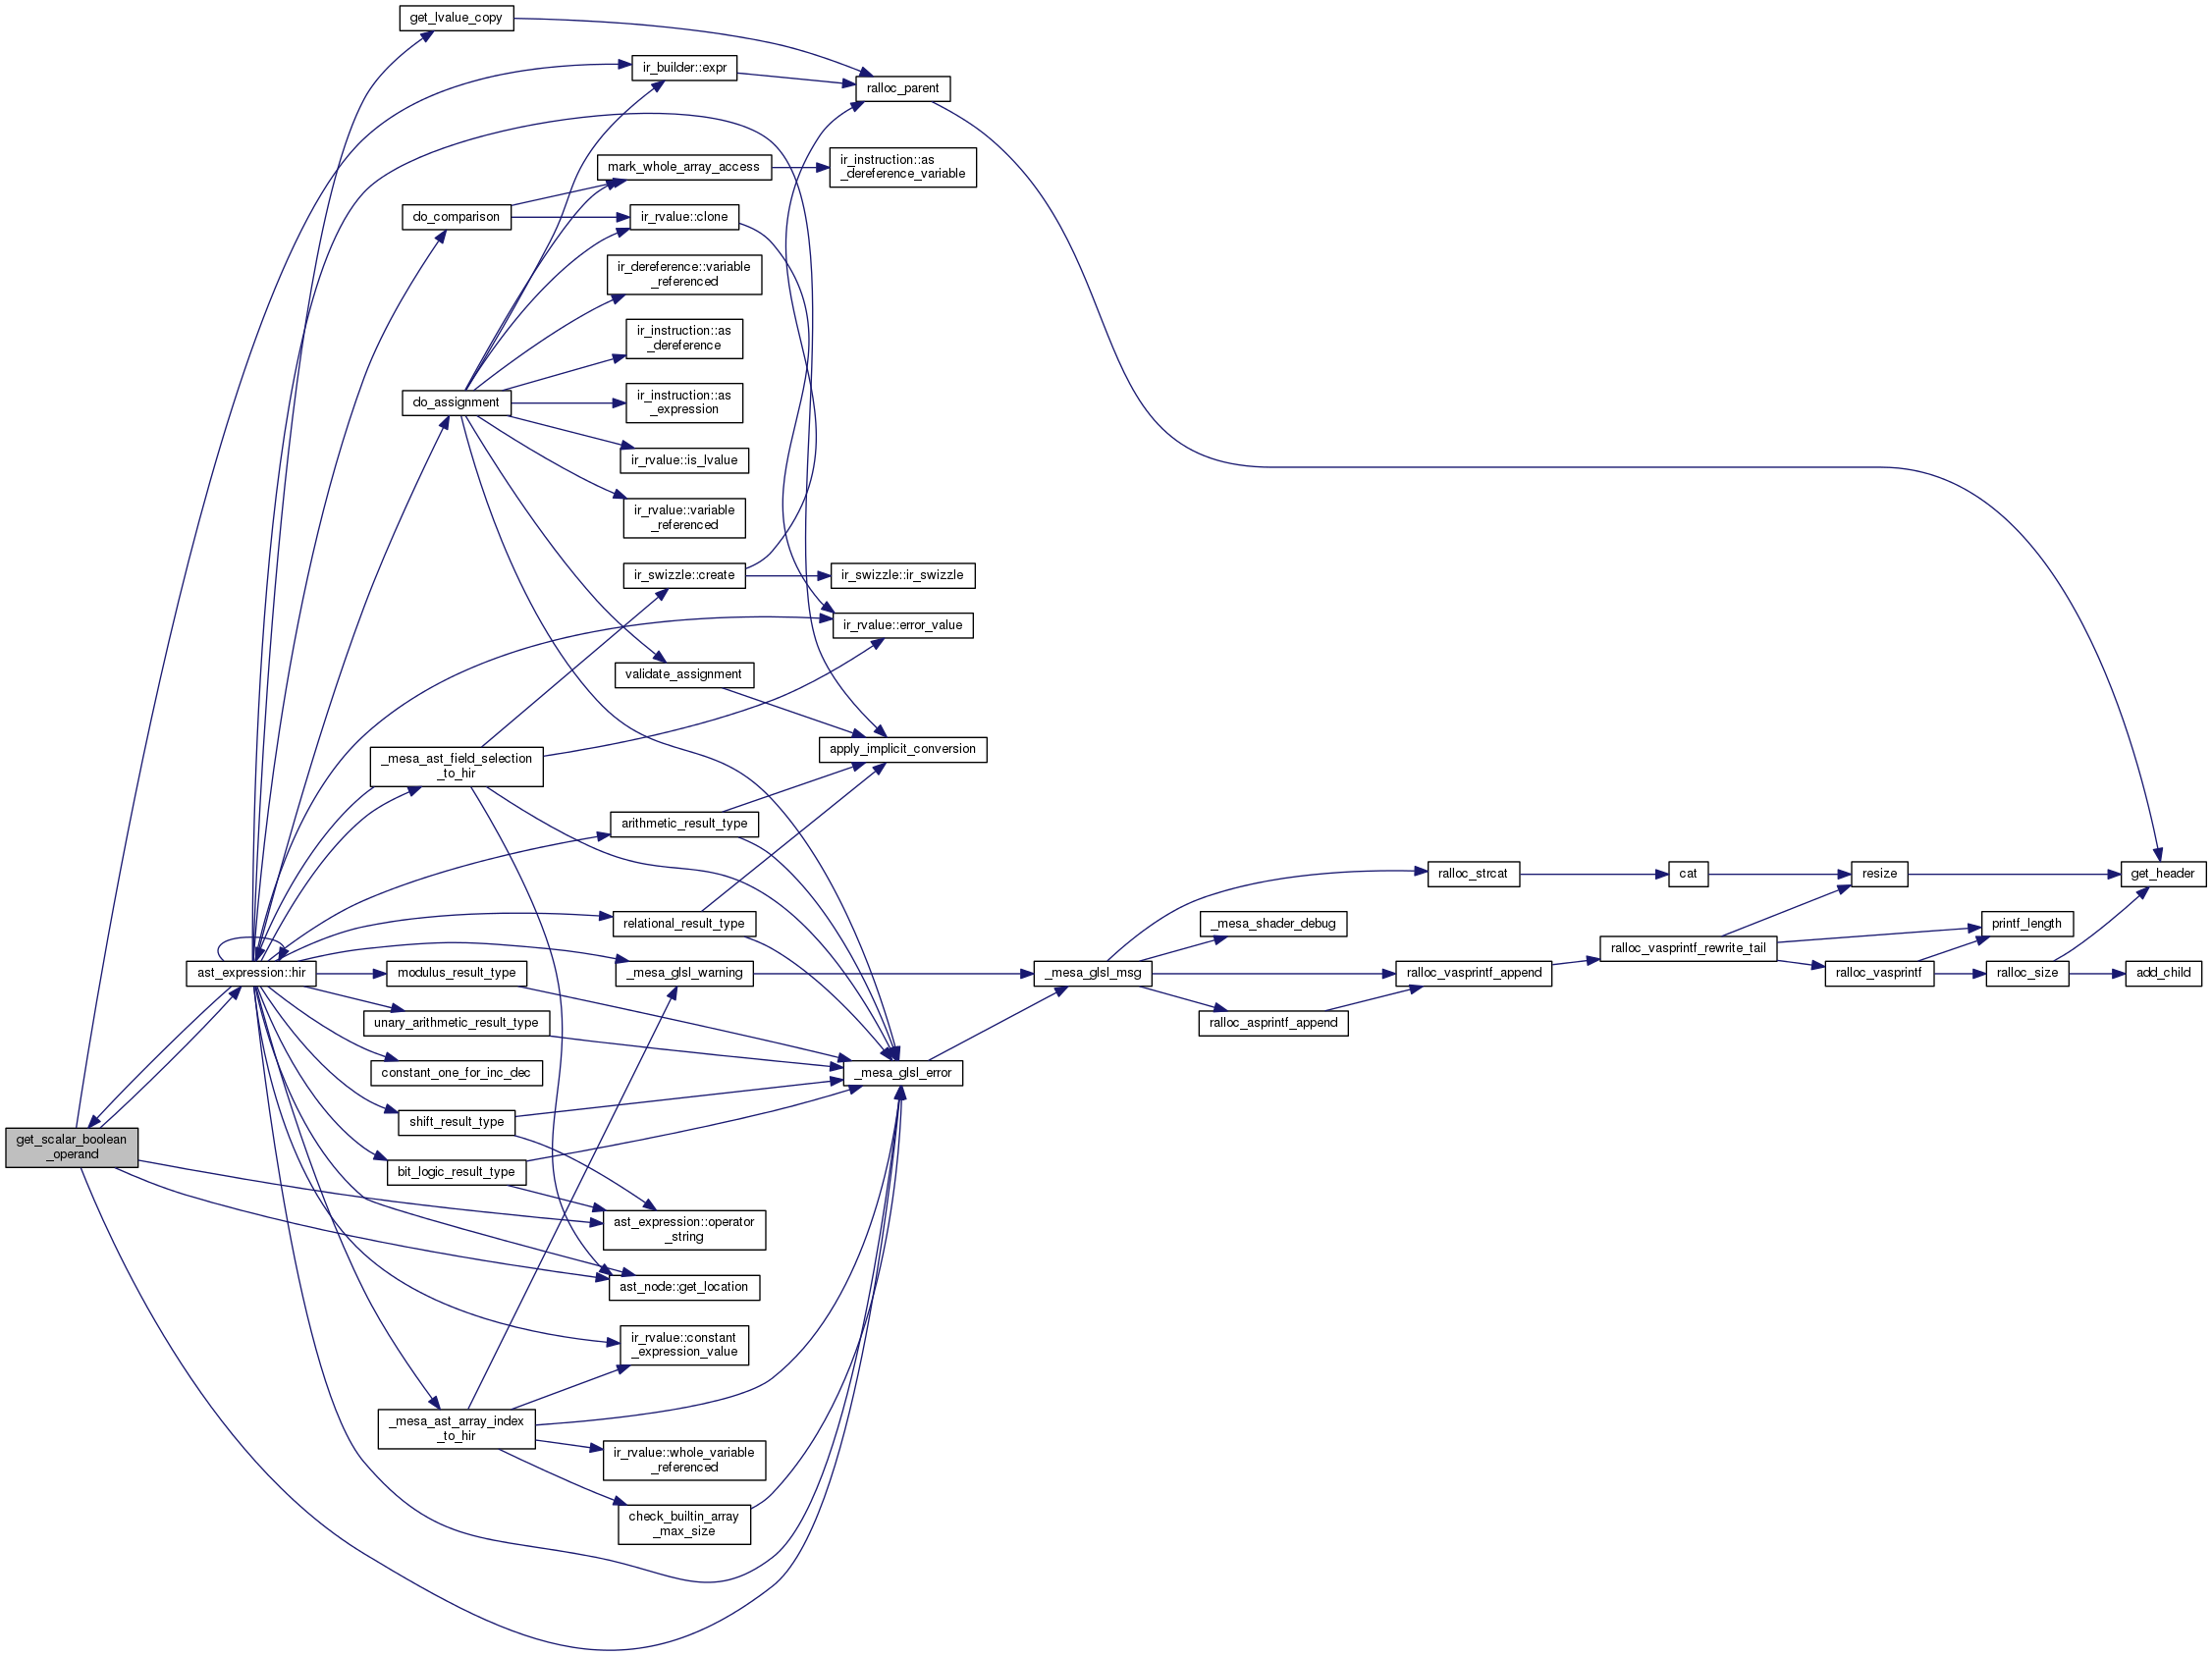 get_lvalue_copy
ir_builder::expr
ralloc_parent
mark_whole_array_access
ir_instruction::as
_dereference_variable
do_comparison
ir_rvalue::clone
ir_dereference::variable
_referenced
ir_instruction::as
_dereference
do_assignment
ir_instruction::as
_expression
ir_rvalue::is_lvalue
ir_rvalue::variable
_referenced
ir_swizzle::create
ir_swizzle::ir_swizzle
ir_rvalue::error_value
validate_assignment
apply_implicit_conversion
_mesa_ast_field_selection
_to_hir
arithmetic_result_type
ralloc_strcat
cat
resize
get_header
relational_result_type
_mesa_shader_debug
printf_length
ralloc_vasprintf_rewrite_tail
ast_expression::hir
modulus_result_type
_mesa_glsl_warning
_mesa_glsl_msg
ralloc_vasprintf_append
ralloc_vasprintf
ralloc_size
add_child
unary_arithmetic_result_type
ralloc_asprintf_append
constant_one_for_inc_dec
_mesa_glsl_error
shift_result_type
get_scalar_boolean
_operand
bit_logic_result_type
ast_expression::operator
_string
ast_node::get_location
ir_rvalue::constant
_expression_value
_mesa_ast_array_index
_to_hir
ir_rvalue::whole_variable
_referenced
check_builtin_array
_max_size